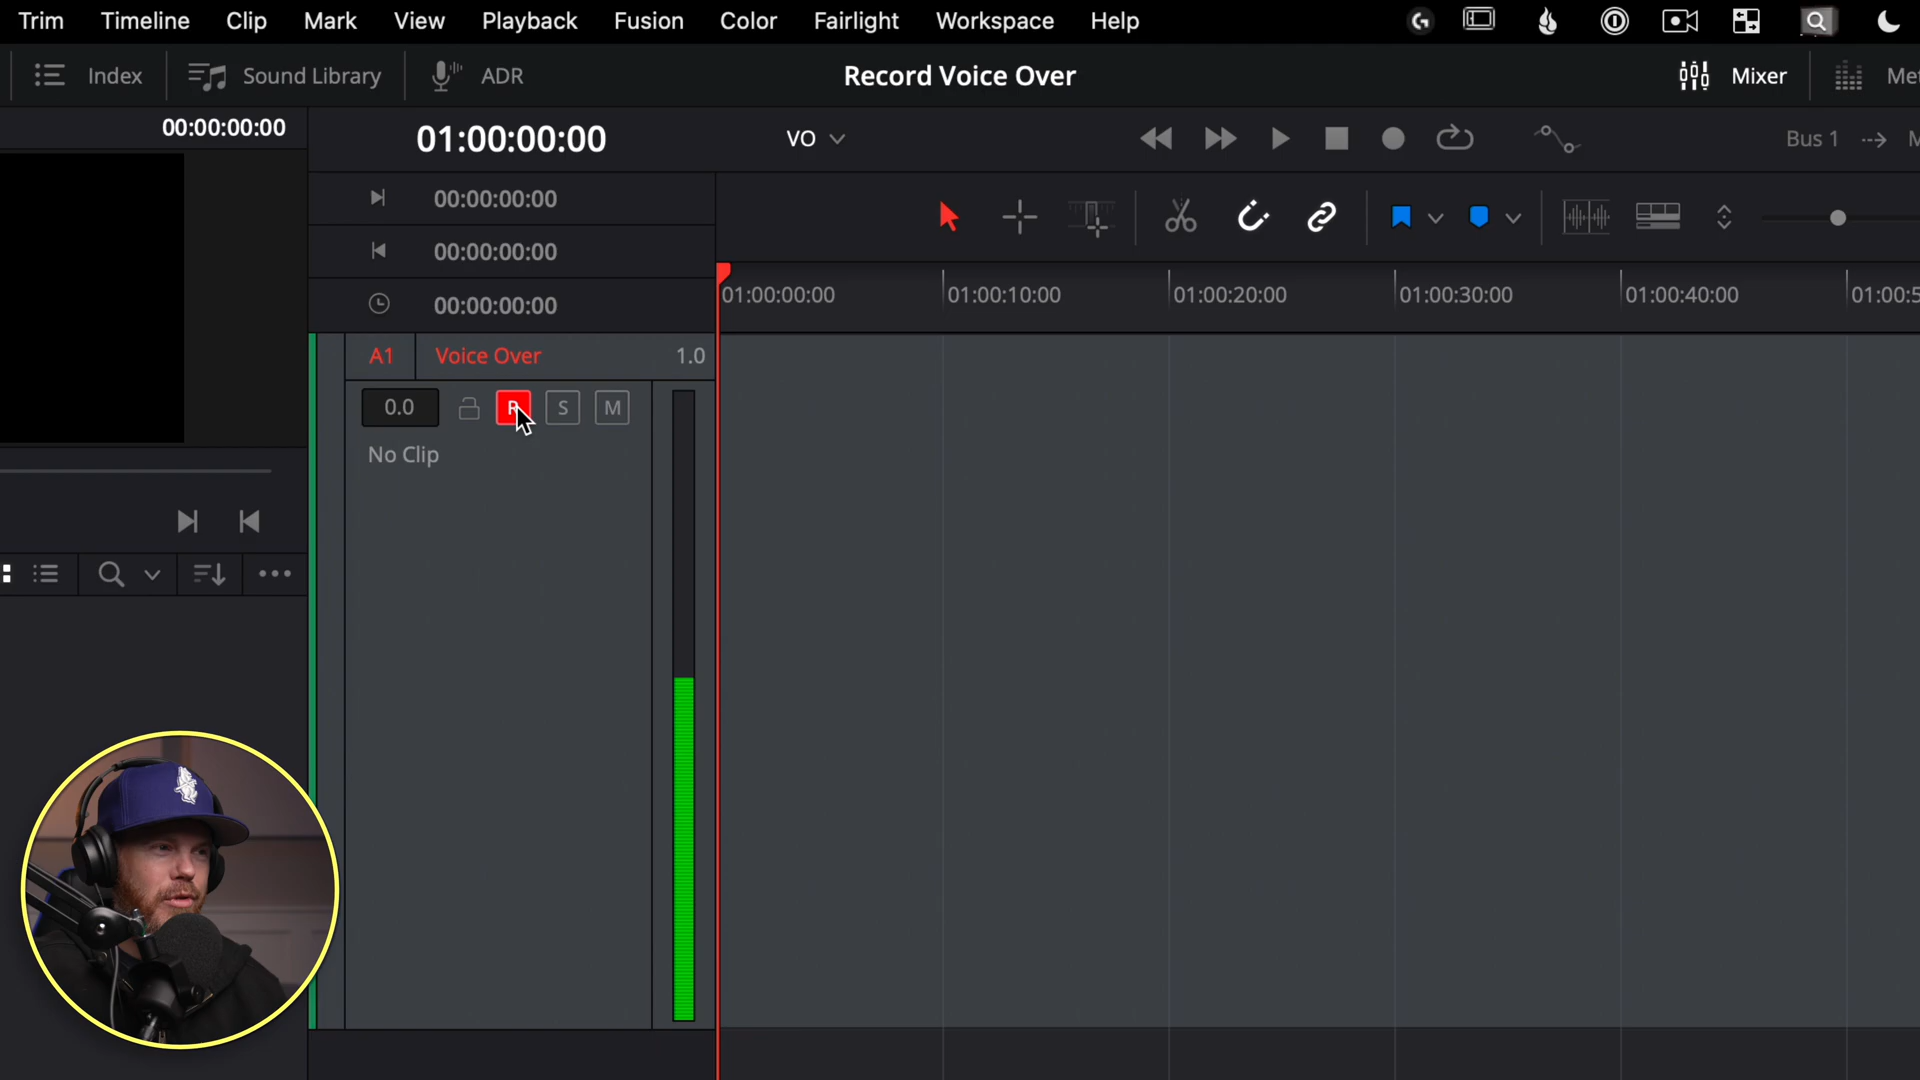 Trim Timeline Clip Mark View Playback Fusion Color Fairlight Workspace Help
Index Sound Library ADR Record Voice Over Mixer
00:00:00:00 01:00:00:00 VO Bus 1
00:00:00:00
00:00:00:00
00:00:00:00 01:00:00:00 01:00:10:00 01:00:20:00 01:00:30:00 01:00:40:00 01:00:5
A1 Voice Over 1.0
0.0 R S M
No Clip